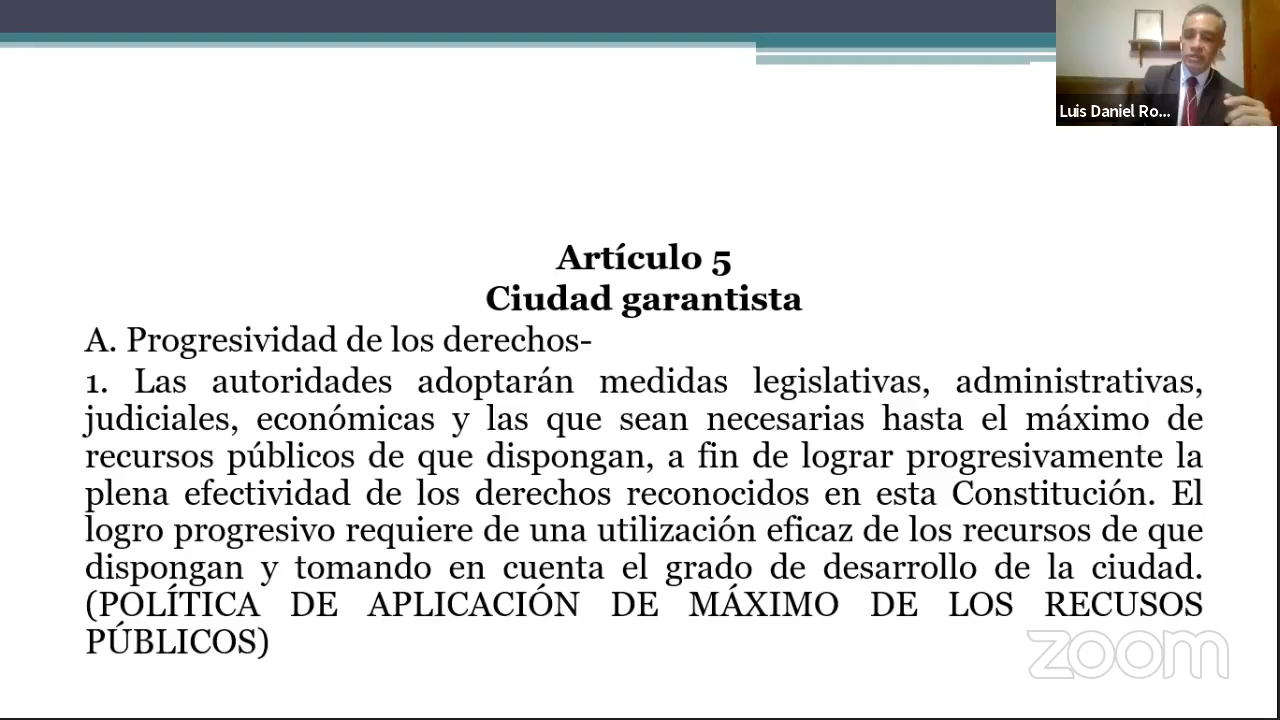 Luis Daniel Ro...
Artículo 5
Ciudad garantista
A. Progresividad de los derechos-
1. Las autoridades adoptarán medidas legislativas, administrativas,
judiciales, económicas y las que sean necesarias hasta el máximo de
recursos públicos de que dispongan, a fin de lograr progresivamente la
plena efectividad de los derechos reconocidos en esta Constitución. El
logro progresivo requiere de una utilización eficaz de los recursos de que
dispongan y tomando en cuenta el grado de desarrollo de la ciudad.
(POLÍTICA DE APLICACIÓN DE MÁXIMO DE LOS RECUSOS
PÚBLICOS)
zoom